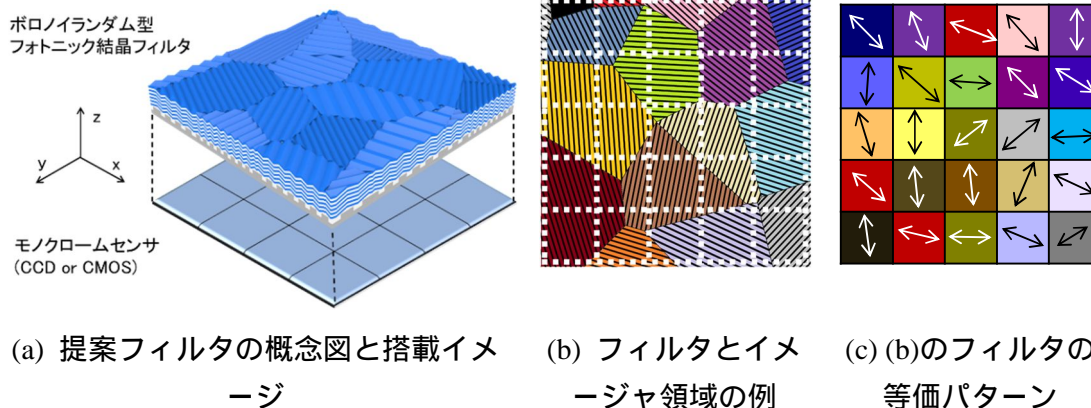 ボロノイランダム型
フォトニック結晶フィルタ
z
y
x
モノクロームセンサ
(CCD or CMOS)
(a) 提案フィルタの概念図と搭載イメ
ージ
(b) フィルタとイメ
ージャ領域の例
(c) (b)のフィルタの
等価パターン